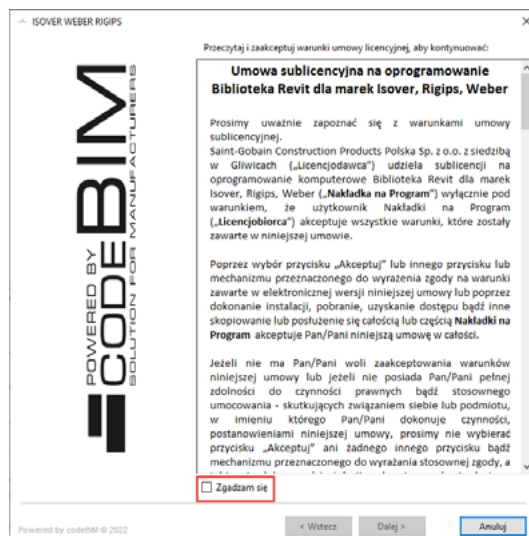 ISOVER WEBER RIGIPS
Przeczytaj i zaakceptuj warunki umowy licencyjnej, aby kontynuować:
Umowa sublicencyjna na oprogramowanie
Biblioteka Revit dla marek Isover, Rigips, Weber
Prosimy uważnie zapoznać się z warunkami umowy
sublicencyjnej.
Saint-Gobain Construction Products Polska Sp. z o.o. z siedzibą
w Gliwicach („Licencjodawca") udziela sublicencji na
oprogramowanie komputerowe Biblioteka Revit dla marek
Isover, Rigips, Weber („Nakładka na Program") wyłącznie pod
warunkiem, że użytkownik Nakładki na Program
(„Licencjobiorca") akceptuje wszystkie warunki, które zostały
zawarte w niniejszej umowie.
Poprzez wybór przycisku „Akceptuj" lub innego przycisku lub
mechanizmu przeznaczonego do wyrażenia zgody na warunki
zawarte w elektronicznej wersji niniejszej umowy lub poprzez
dokonanie instalacji, pobranie, uzyskanie dostępu bądź inne
skopiowanie lub posłużenie się całością lub częścią Nakładki na
Program akceptuje Pan/Pani niniejszą umowę w całości.
Jeżeli nie ma Pan/Pani woli zaakceptowania warunków
niniejszej umowy lub jeżeli nie posiada Pan/Pani pełnej
zdolności do czynności prawnych bądź stosownego
umocowania - skutkujących związaniem siebie lub podmiotu,
w imieniu którego Pan/Pani dokonuje czynności,
postanowieniami niniejszej umowy, prosimy nie wybierać
przycisku „Akceptuj" ani żadnego innego przycisku bądź
mechanizmu przeznaczonego do wyrażania stosownej zgody, a
Zgadzam się
POWERED BY
CODEBIM
SOLUTION FOR MANUFACTURERS
Powered by codeBIM © 2022
< Wstecz
Dalej >
Anuluj